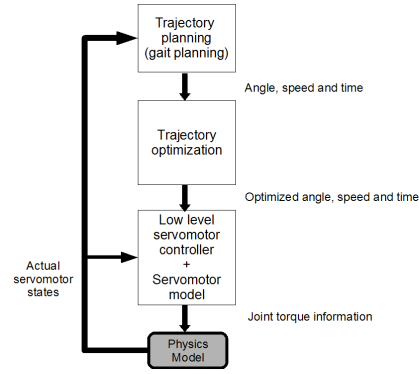 Trajectory
planning
(gait planning)
Angle, speed and time
Trajectory
optimization
Optimized angle, speed and time
Low level
servomotor
controller
+
Servomotor
model
Actual
servomotor
states
Joint torque information
Physics
Model